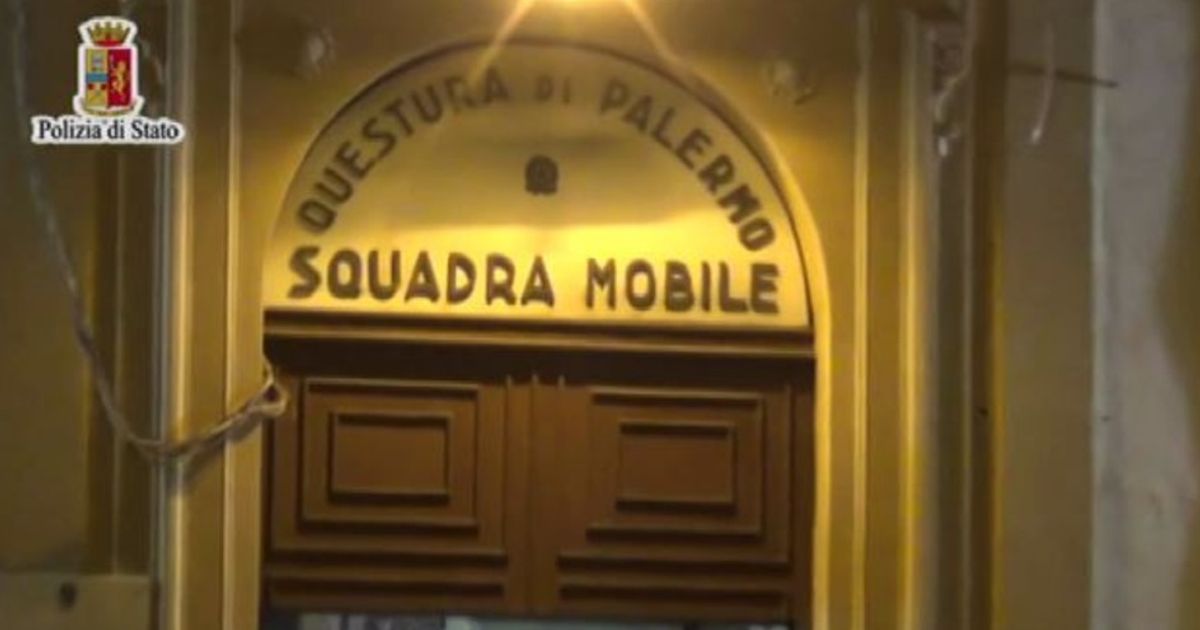 Polizia di Stato
QUESTURA DI PALERMO
SQUADRA MOBILE